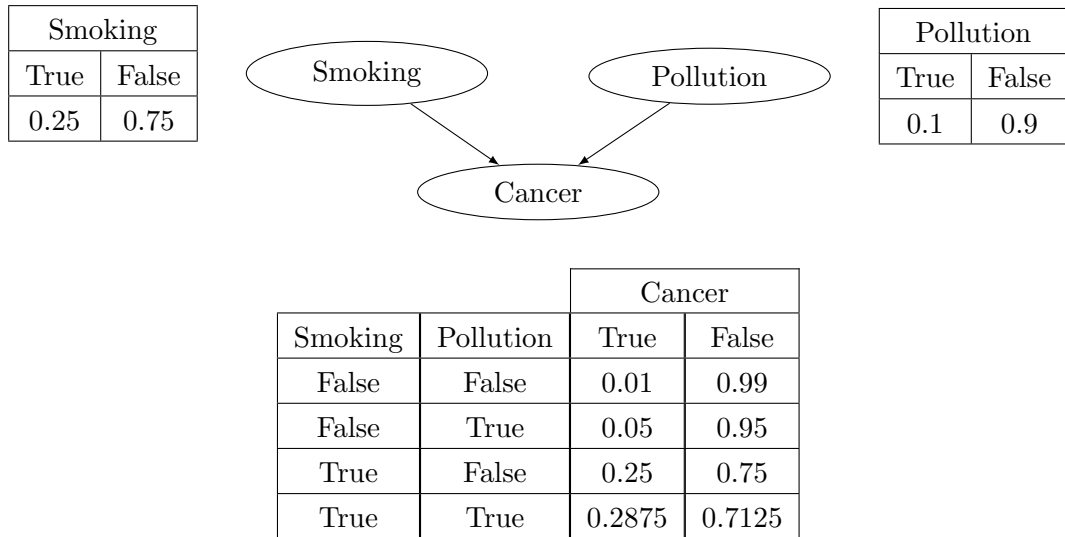 Smoking
True False
0.25 0.75
Smoking
Pollution
Cancer
Pollution
True False
0.1 0.9
Cancer
Smoking Pollution True False
False False 0.01 0.99
False True 0.05 0.95
True False 0.25 0.75
True True 0.2875 0.7125